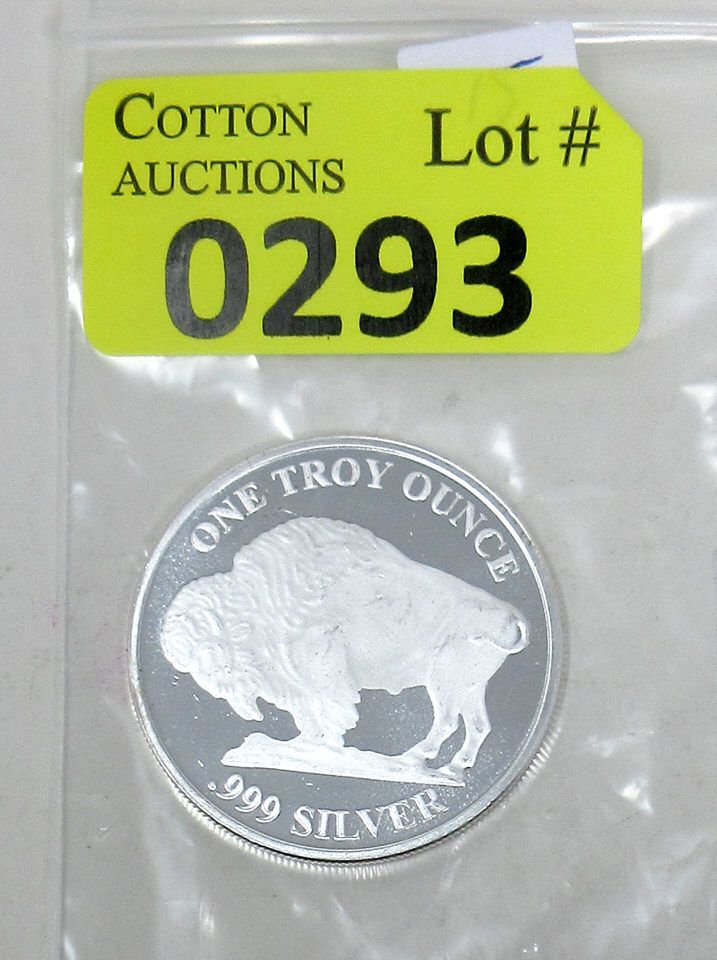 COTTON
AUCTIONS
Lot #
0293
ONE TROY OUNCE
.999 SILVER